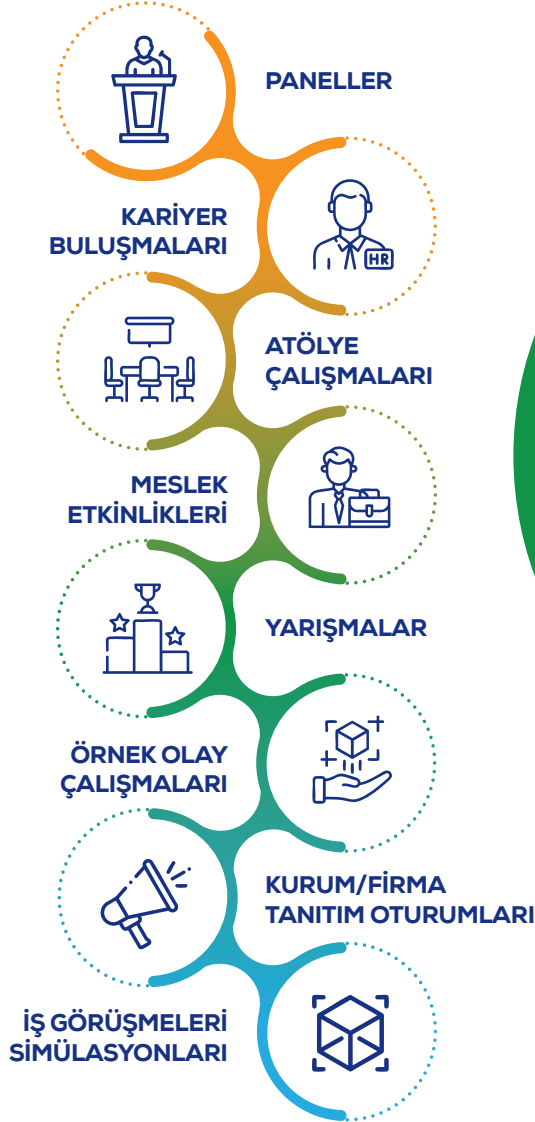 PANELLER
KARİYER
BULUŞMALARI
HR
ATÖLYE
ÇALIŞMALARI
MESLEK
ETKİNLİKLERİ
YARIŞMALAR
ÖRNEK OLAY
ÇALIŞMALARI
KURUM/FİRMA
TANITIM OTURUMLARI
İŞ GÖRÜŞMELERİ
SİMÜLASYONLARI